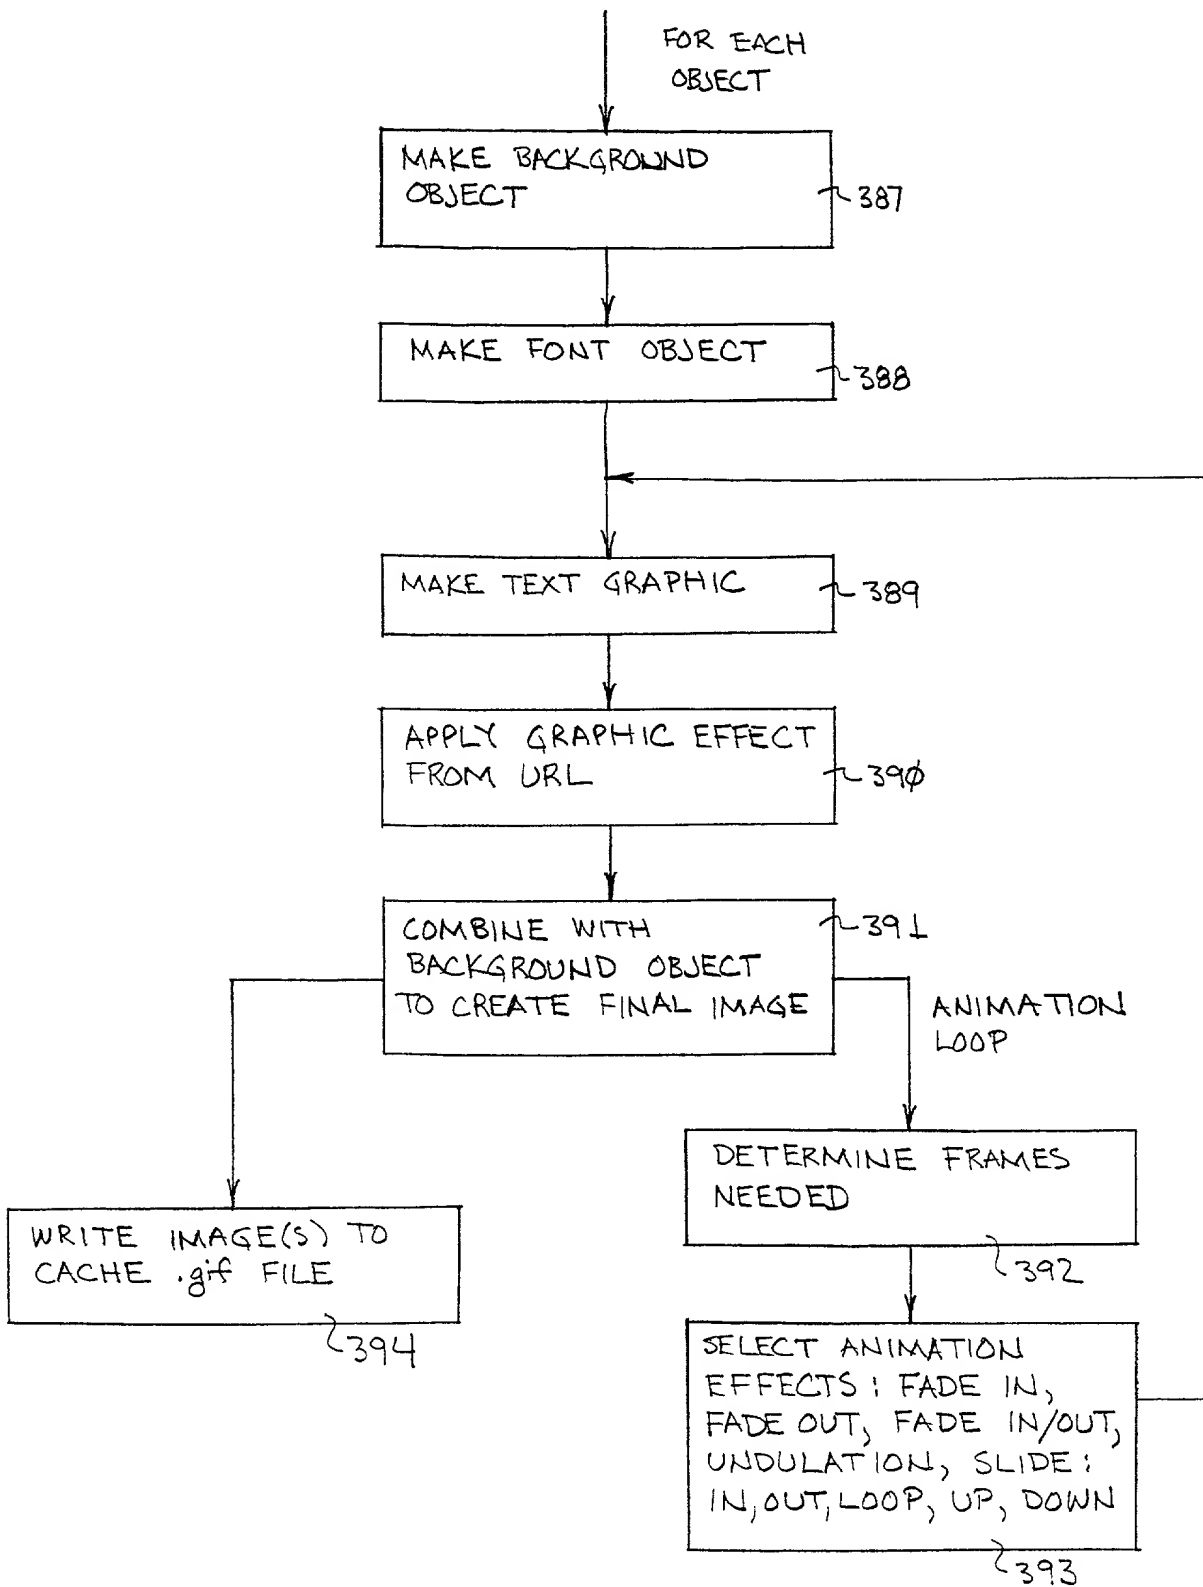 FOR EACH
OBJECT
MAKE BACKGROUND
OBJECT
387
MAKE FONT OBJECT
388
MAKE TEXT GRAPHIC
389
APPLY GRAPHIC EFFECT
FROM URL
390
COMBINE WITH
BACKGROUND OBJECT
TO CREATE FINAL IMAGE
391
ANIMATION
LOOP
DETERMINE FRAMES
NEEDED
392
WRITE IMAGE(S) TO
CACHE .gif FILE
394
SELECT ANIMATION
EFFECTS: FADE IN,
FADE OUT, FADE IN/OUT,
UNDULATION, SLIDE:
IN, OUT, LOOP, UP, DOWN
393